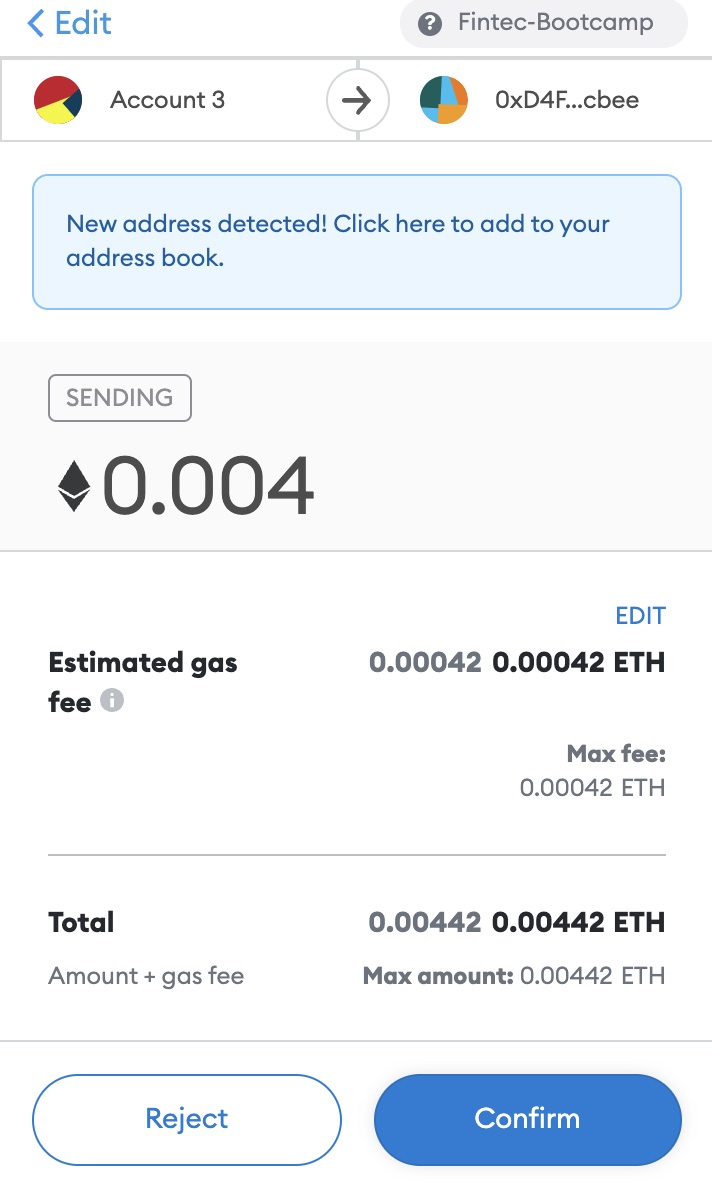 Edit
Fintec-Bootcamp
Account 3
0xD4F...cbee
New address detected! Click here to add to your
address book.
SENDING
0.004
EDIT
Estimated gas
fee
0.00042 0.00042 ETH
Max fee:
0.00042 ETH
Total
0.00442 0.00442 ETH
Amount + gas fee
Max amount: 0.00442 ETH
Reject
Confirm